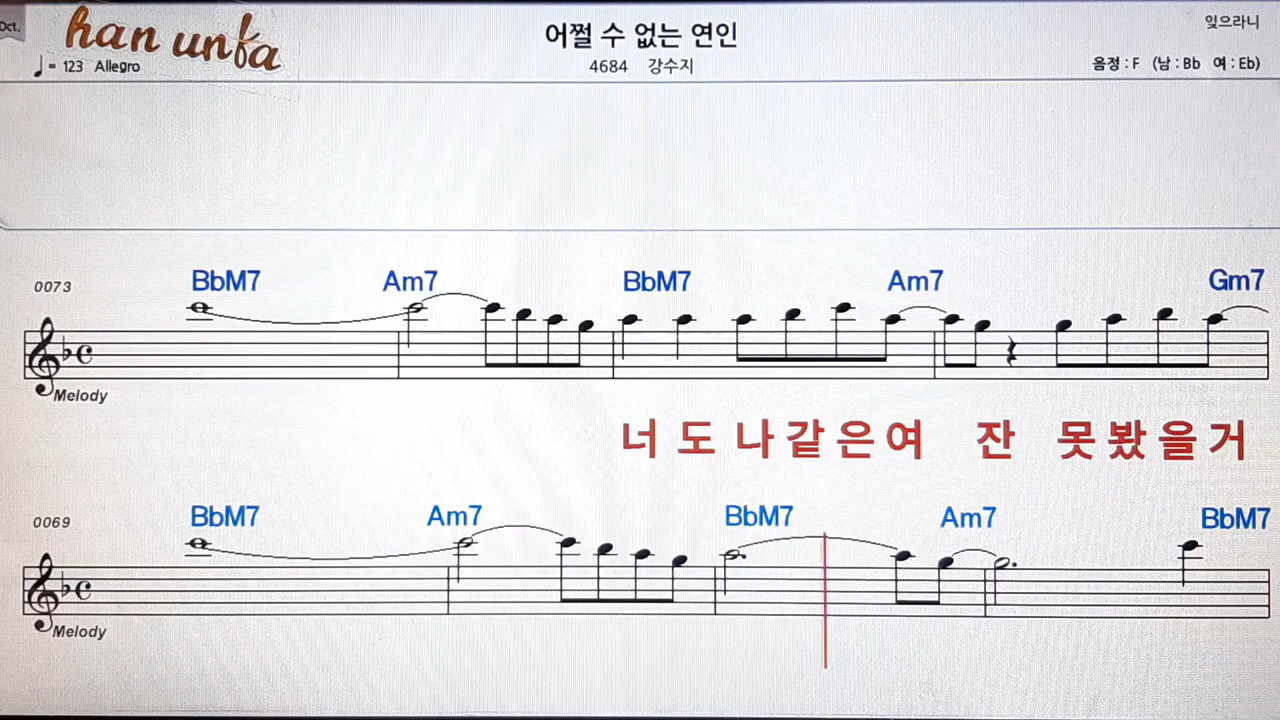 Oct.
han unfa
어쩔 수 없는 연인
잊으라니
= 123 Allegro
4684 강수지
음정 : F (남 : Bb 여 : Eb)
0073
BbM7 Am7 BbM7 Am7 Gm7
Melody
너 도 나 같 은 여 잔 못 봤 을 거
0069
BbM7 Am7 BbM7 Am7 BbM7
Melody